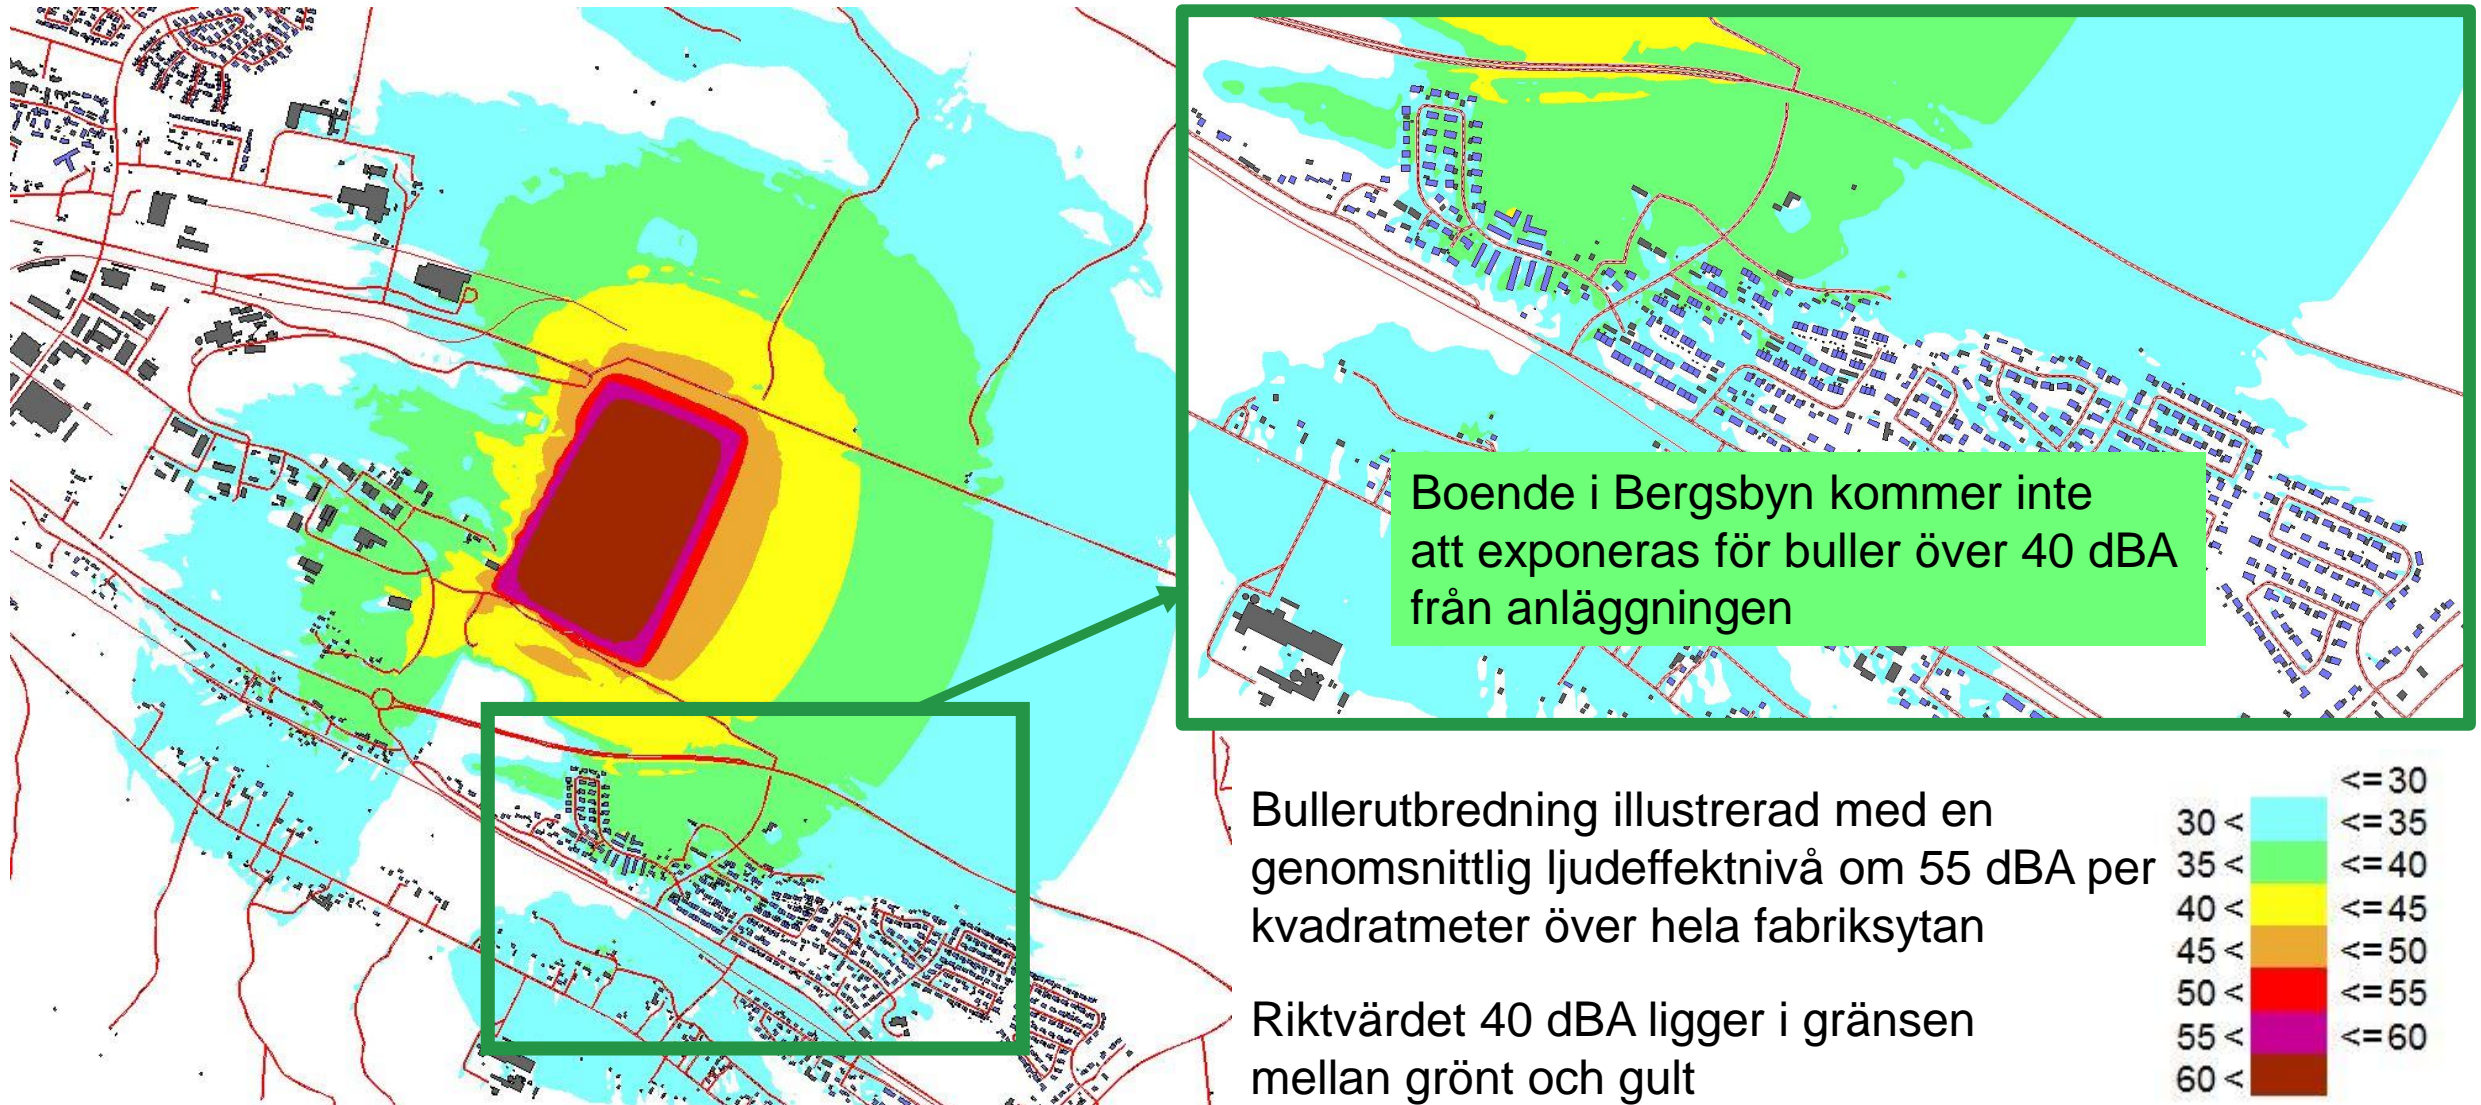 Boende i Bergsbyn kommer inte
att exponeras för buller över 40 dBA
från anläggningen
Bullerutbredning illustrerad med en
genomsnittlig ljudeffektnivå om 55 dBA per
kvadratmeter över hela fabriksytan
Riktvärdet 40 dBA ligger i gränsen
mellan grönt och gult
<=30
30 < <=35
35 < <=40
40 < <=45
45 < <=50
50 < <=55
55 < <=60
60 <